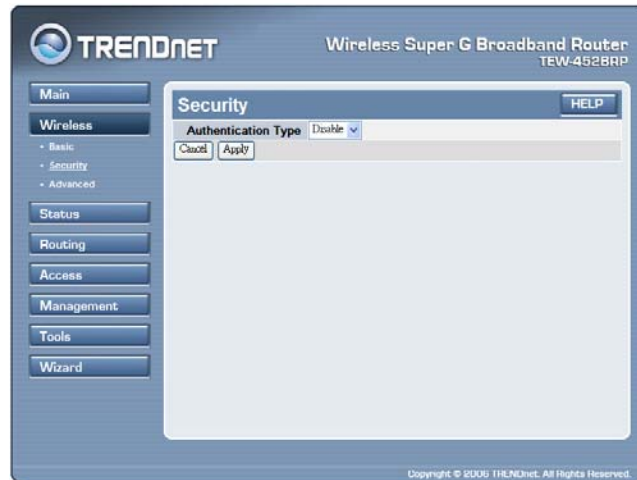 TRENDNET
Wireless Super G Broadband Router
TEW-452BRP
Main
Wireless
Basic
Security
Advanced
Status
Routing
Access
Management
Tools
Wizard
Security
HELP
Authentication Type Disable
Cancel Apply
Copyright © 2006 TRENDnet. All Rights Reserved.